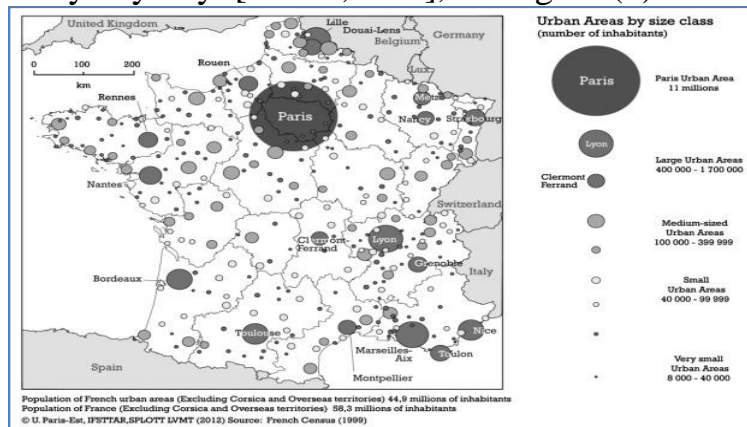 United Kingdom
Lille
Douai-Lens
Belgium
Germany
0 200
km
Rouen
Lux
Rennes
Paris
Metz
Nancy
Strasbourg
Nantes
Switzerland
Clermont-
Ferrand
Lyon
Grenoble
Italy
Bordeaux
Toulouse
Nice
Marseilles-
Aix
Toulon
Spain
Montpellier
Urban Areas by size class
(number of inhabitants)
Paris
Paris Urban Area
11 millions
Lyon
Large Urban Areas
400 000 - 1 700 000
Clermont
Ferrand
Medium-sized
Urban Areas
100 000 - 399 999
Small
Urban Areas
40 000 - 99 999
Very small
Urban Areas
8 000 - 40 000
Population of French urban areas (Excluding Corsica and Overseas territories) 44,9 millions of inhabitants
Population of France (Excluding Corsica and Overseas territories) 58,3 millions of inhabitants
© U. Paris-Est, IFSTTAR,SPLOTT LVMT (2012) Source: French Census (1999)